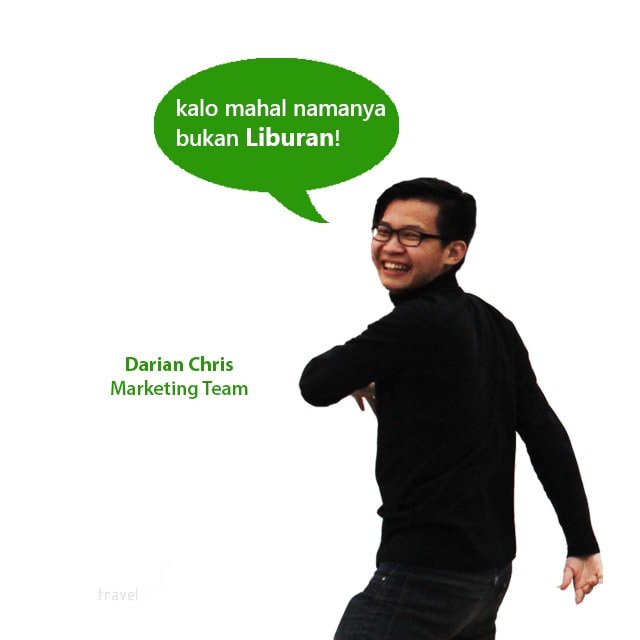 kalo mahal namanya
bukan Liburan!
Darian Chris
Marketing Team
travel